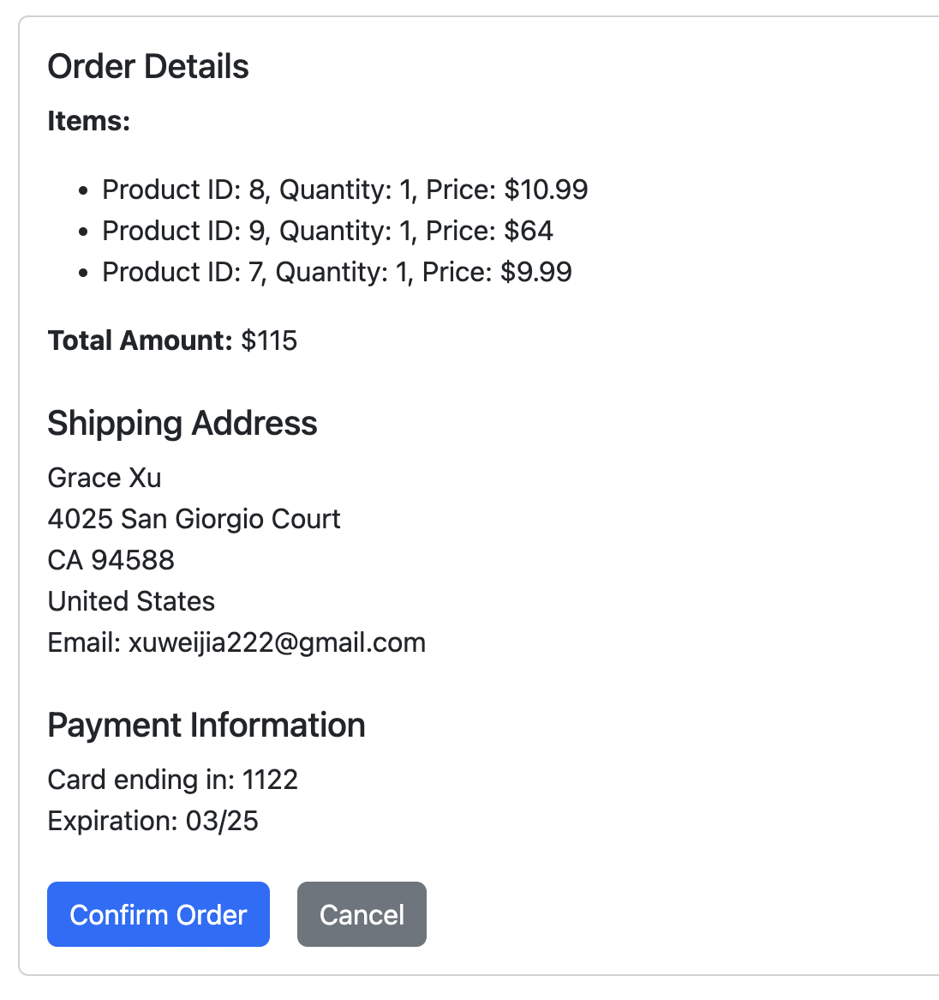 Order Details
Items:
• Product ID: 8, Quantity: 1, Price: $10.99
• Product ID: 9, Quantity: 1, Price: $64
• Product ID: 7, Quantity: 1, Price: $9.99
Total Amount: $115
Shipping Address
Grace Xu
4025 San Giorgio Court
CA 94588
United States
Email: xuweijia222@gmail.com
Payment Information
Card ending in: 1122
Expiration: 03/25
Confirm Order Cancel